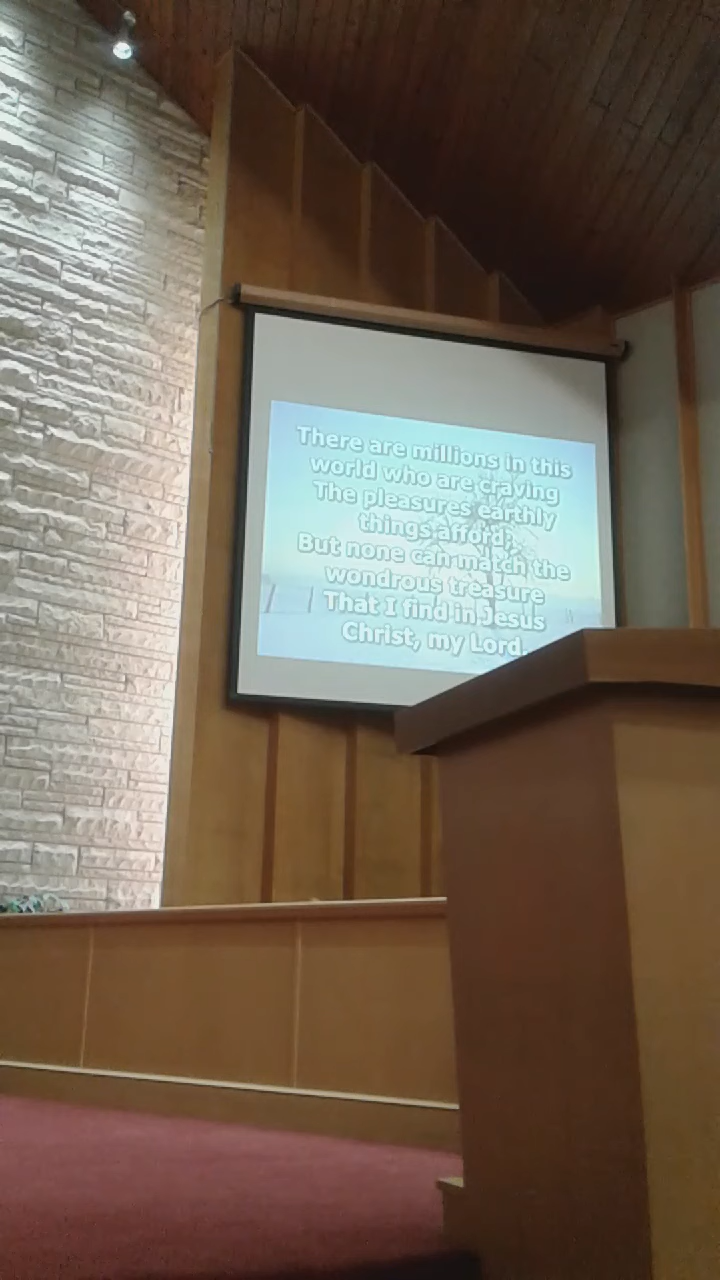 There are millions in this
world who are craving
The pleasures earthly
things afford;
But none can match the
wondrous treasure
That I find in Jesus
Christ, my Lord.